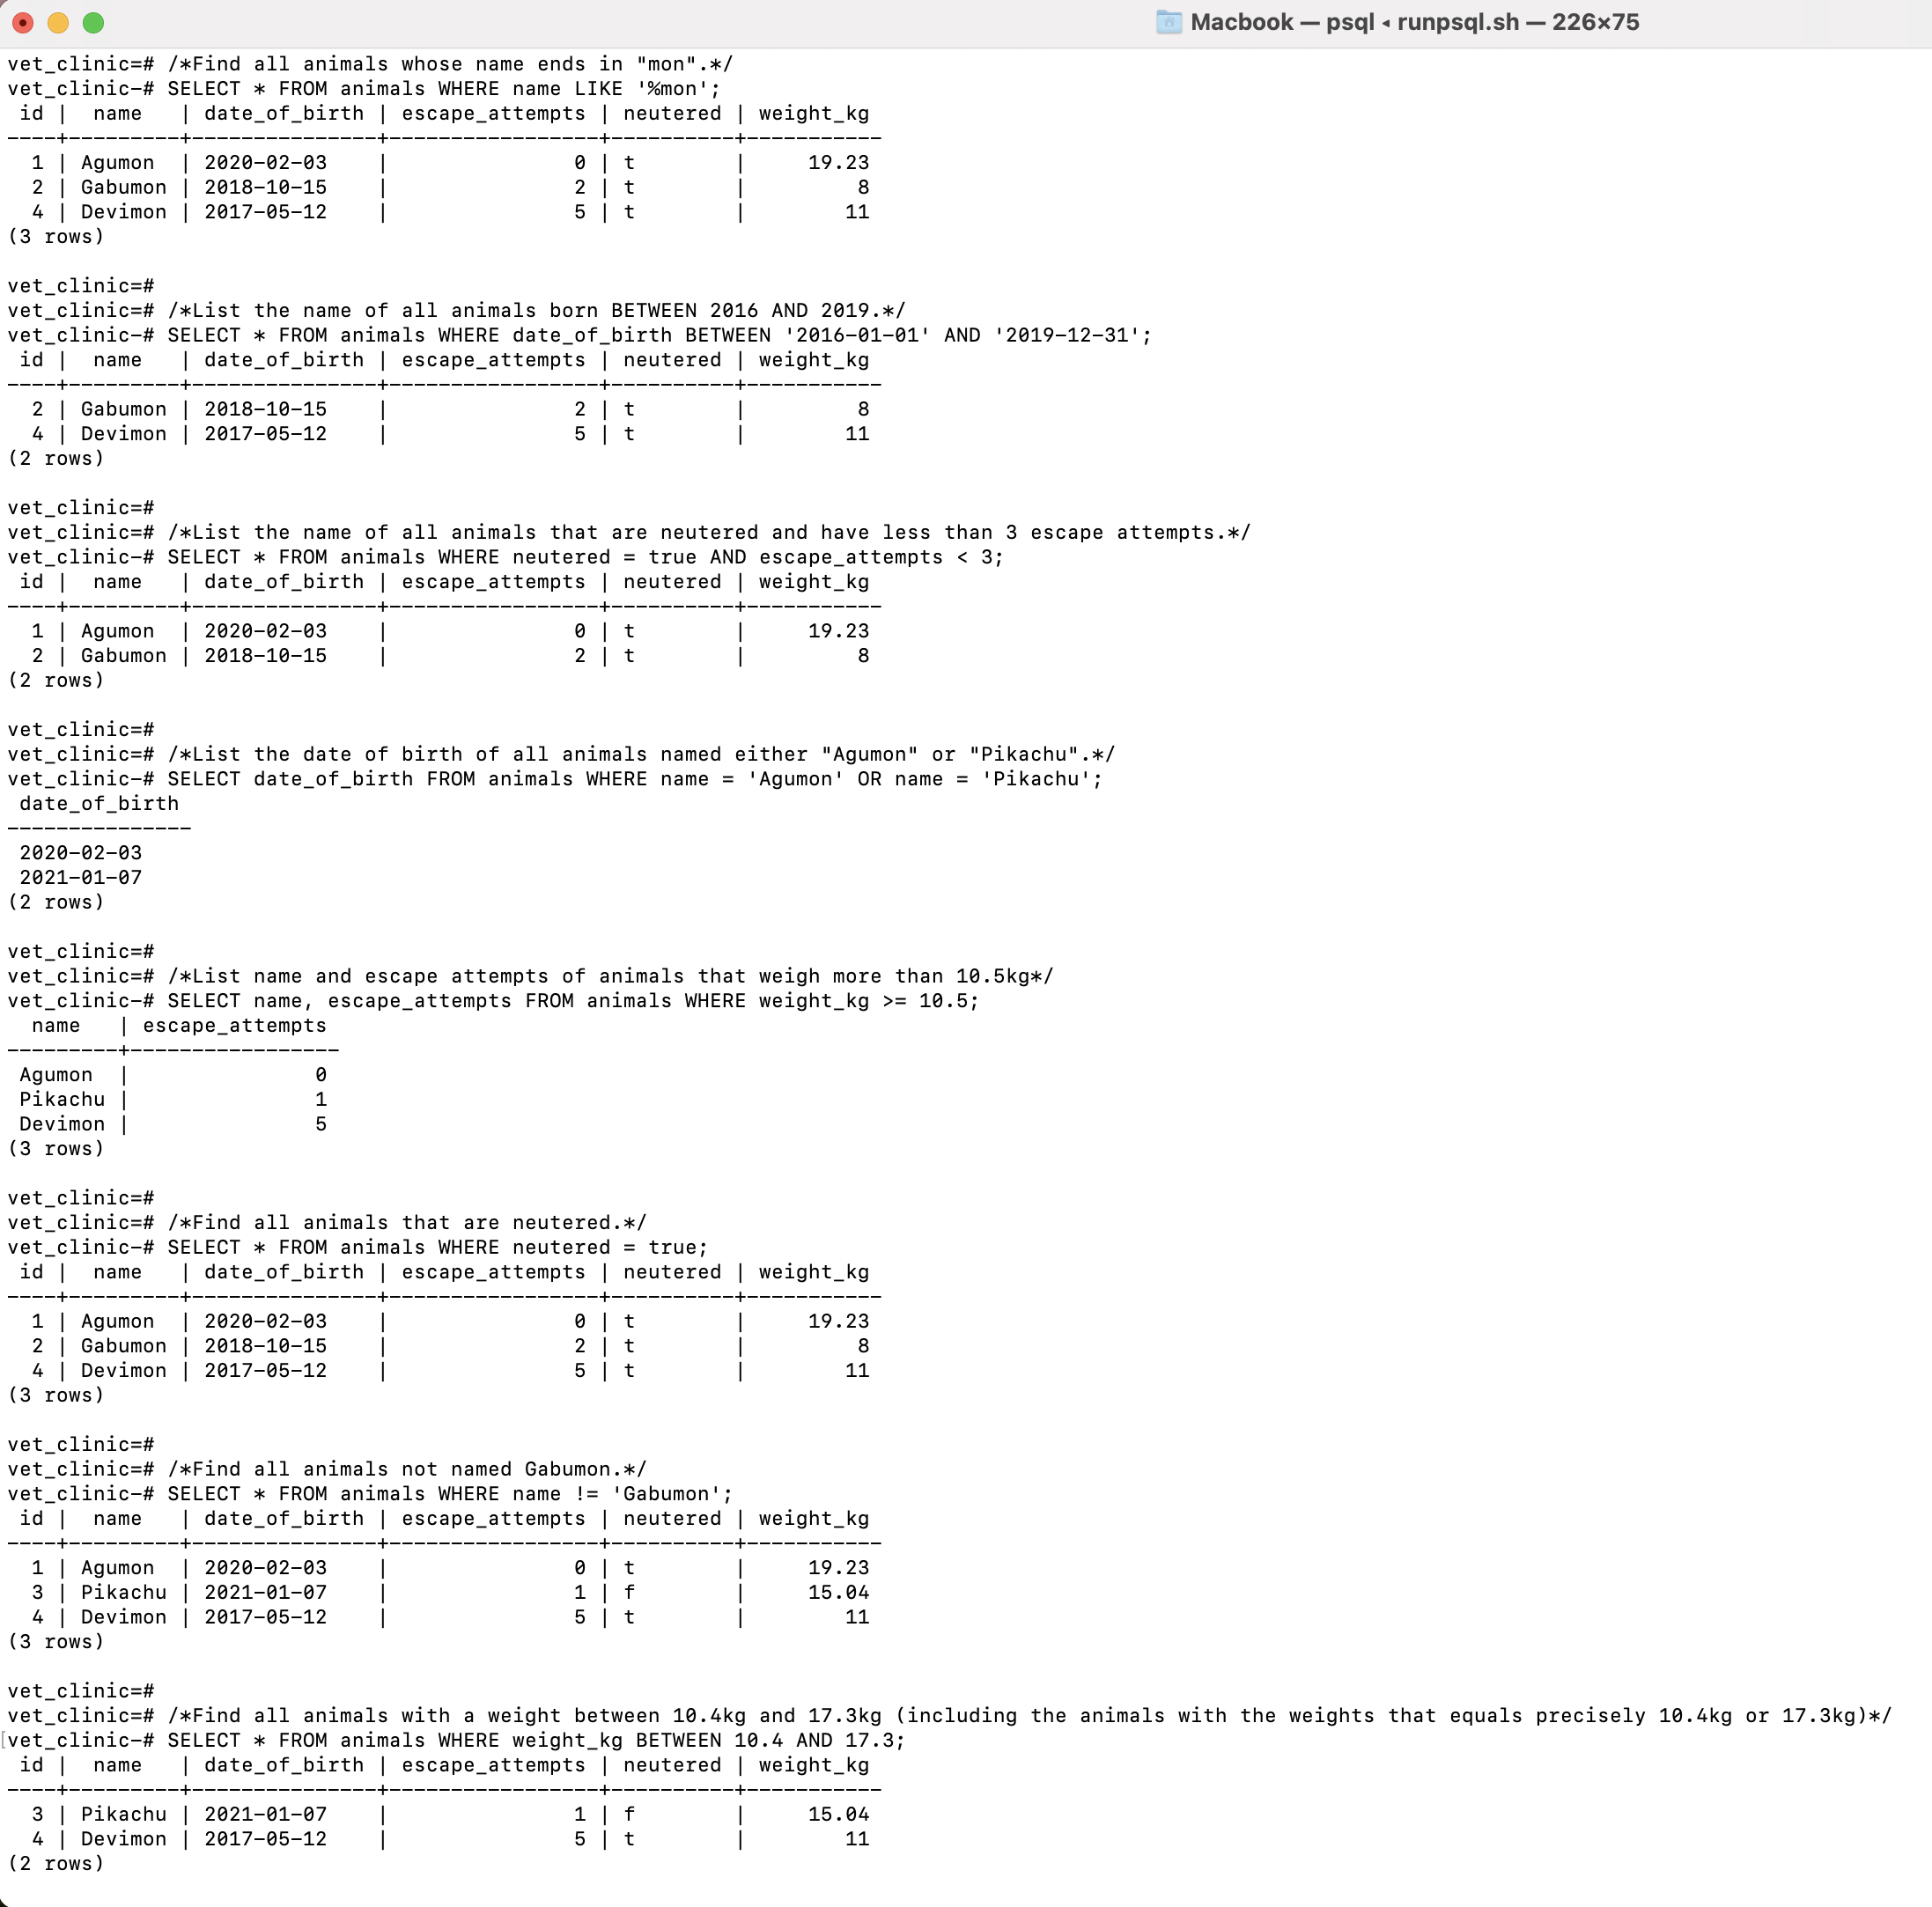 Macbook — psql ◂ runpsql.sh — 226×75
vet_clinic=# /*Find all animals whose name ends in "mon".*/
vet_clinic-# SELECT * FROM animals WHERE name LIKE '%mon';
 id |  name   | date_of_birth | escape_attempts | neutered | weight_kg
----+---------+---------------+-----------------+----------+-----------
  1 | Agumon  | 2020-02-03    |               0 | t        |     19.23
  2 | Gabumon | 2018-10-15    |               2 | t        |         8
  4 | Devimon | 2017-05-12    |               5 | t        |        11
(3 rows)
vet_clinic=#
vet_clinic=# /*List the name of all animals born BETWEEN 2016 AND 2019.*/
vet_clinic-# SELECT * FROM animals WHERE date_of_birth BETWEEN '2016-01-01' AND '2019-12-31';
 id |  name   | date_of_birth | escape_attempts | neutered | weight_kg
----+---------+---------------+-----------------+----------+-----------
  2 | Gabumon | 2018-10-15    |               2 | t        |         8
  4 | Devimon | 2017-05-12    |               5 | t        |        11
(2 rows)
vet_clinic=#
vet_clinic=# /*List the name of all animals that are neutered and have less than 3 escape attempts.*/
vet_clinic-# SELECT * FROM animals WHERE neutered = true AND escape_attempts < 3;
 id |  name   | date_of_birth | escape_attempts | neutered | weight_kg
----+---------+---------------+-----------------+----------+-----------
  1 | Agumon  | 2020-02-03    |               0 | t        |     19.23
  2 | Gabumon | 2018-10-15    |               2 | t        |         8
(2 rows)
vet_clinic=#
vet_clinic=# /*List the date of birth of all animals named either "Agumon" or "Pikachu".*/
vet_clinic-# SELECT date_of_birth FROM animals WHERE name = 'Agumon' OR name = 'Pikachu';
 date_of_birth
---------------
 2020-02-03
 2021-01-07
(2 rows)
vet_clinic=#
vet_clinic=# /*List name and escape attempts of animals that weigh more than 10.5kg*/
vet_clinic-# SELECT name, escape_attempts FROM animals WHERE weight_kg >= 10.5;
  name   | escape_attempts
---------+-----------------
 Agumon  |               0
 Pikachu |               1
 Devimon |               5
(3 rows)
vet_clinic=#
vet_clinic=# /*Find all animals that are neutered.*/
vet_clinic-# SELECT * FROM animals WHERE neutered = true;
 id |  name   | date_of_birth | escape_attempts | neutered | weight_kg
----+---------+---------------+-----------------+----------+-----------
  1 | Agumon  | 2020-02-03    |               0 | t        |     19.23
  2 | Gabumon | 2018-10-15    |               2 | t        |         8
  4 | Devimon | 2017-05-12    |               5 | t        |        11
(3 rows)
vet_clinic=#
vet_clinic=# /*Find all animals not named Gabumon.*/
vet_clinic-# SELECT * FROM animals WHERE name != 'Gabumon';
 id |  name   | date_of_birth | escape_attempts | neutered | weight_kg
----+---------+---------------+-----------------+----------+-----------
  1 | Agumon  | 2020-02-03    |               0 | t        |     19.23
  3 | Pikachu | 2021-01-07    |               1 | f        |     15.04
  4 | Devimon | 2017-05-12    |               5 | t        |        11
(3 rows)
vet_clinic=#
vet_clinic=# /*Find all animals with a weight between 10.4kg and 17.3kg (including the animals with the weights that equals precisely 10.4kg or 17.3kg)*/
[vet_clinic-# SELECT * FROM animals WHERE weight_kg BETWEEN 10.4 AND 17.3;
 id |  name   | date_of_birth | escape_attempts | neutered | weight_kg
----+---------+---------------+-----------------+----------+-----------
  3 | Pikachu | 2021-01-07    |               1 | f        |     15.04
  4 | Devimon | 2017-05-12    |               5 | t        |        11
(2 rows)